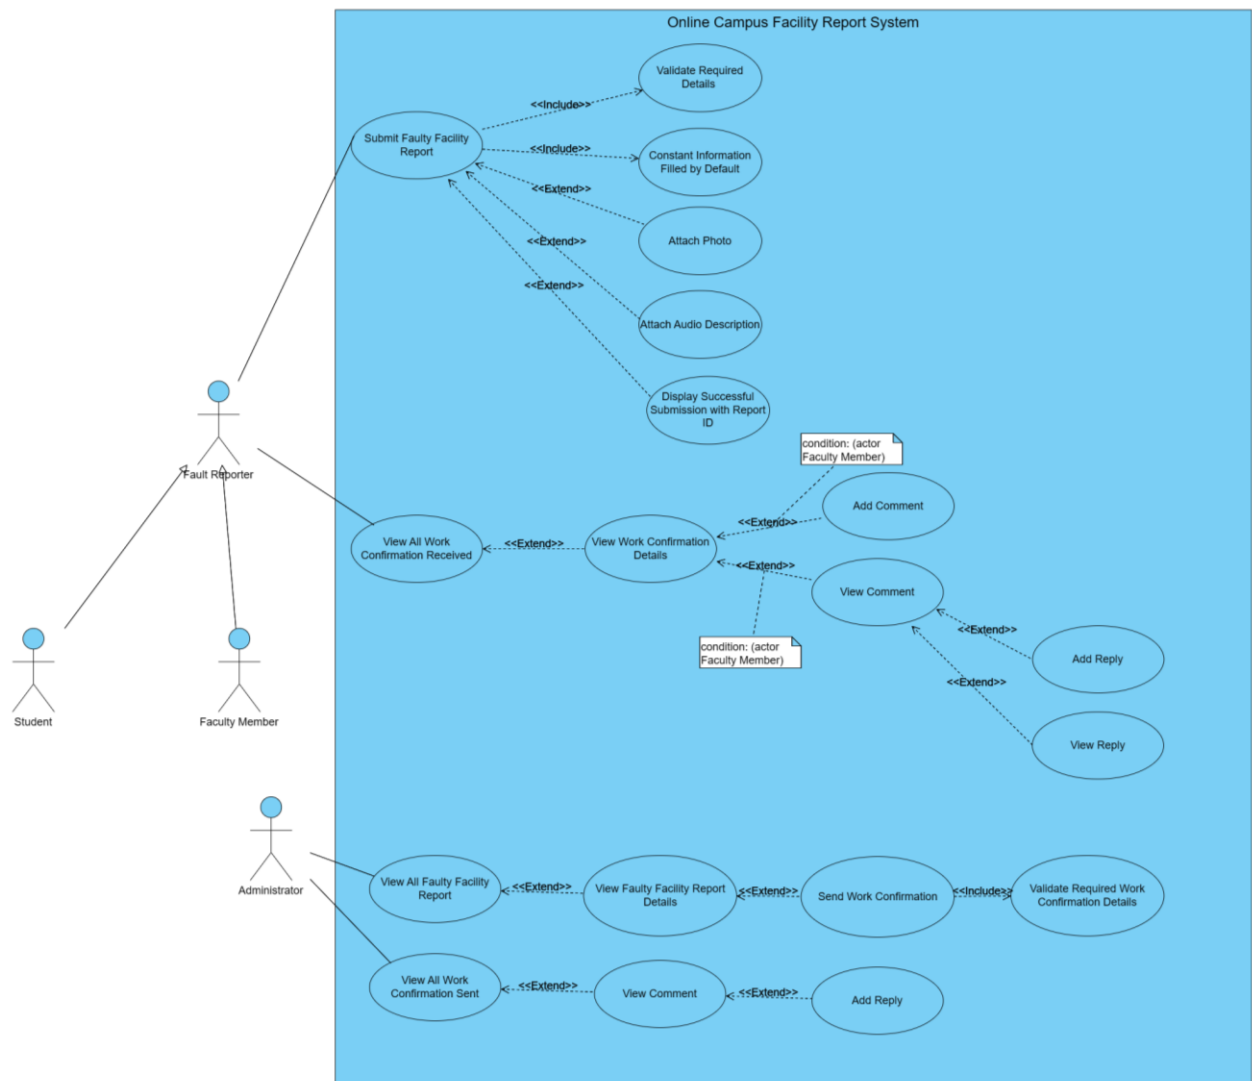 Online Campus Facility Report System
Validate Required
Details
<<Include>>
Submit Faulty Facility
Report
<<Include>>
Constant Information
Filled by Default
<<Extend>>
Attach Photo
<<Extend>>
<<Extend>>
Attach Audio Description
Display Successful
Submission with Report
ID
condition: (actor
Faculty Member)
Fault Reporter
Add Comment
<<Extend>>
View All Work
Confirmation Received
<<Extend>>
View Work Confirmation
Details
<<Extend>>
View Comment
<<Extend>>
condition: (actor
Faculty Member)
Add Reply
<<Extend>>
Student
Faculty Member
View Reply
Administrator
View All Faulty Facility
Report
<<Extend>>
View Faulty Facility Report
Details
<<Extend>>
Send Work Confirmation
<<Include>>
Validate Required Work
Confirmation Details
View All Work
Confirmation Sent
<<Extend>>
View Comment
<<Extend>>
Add Reply